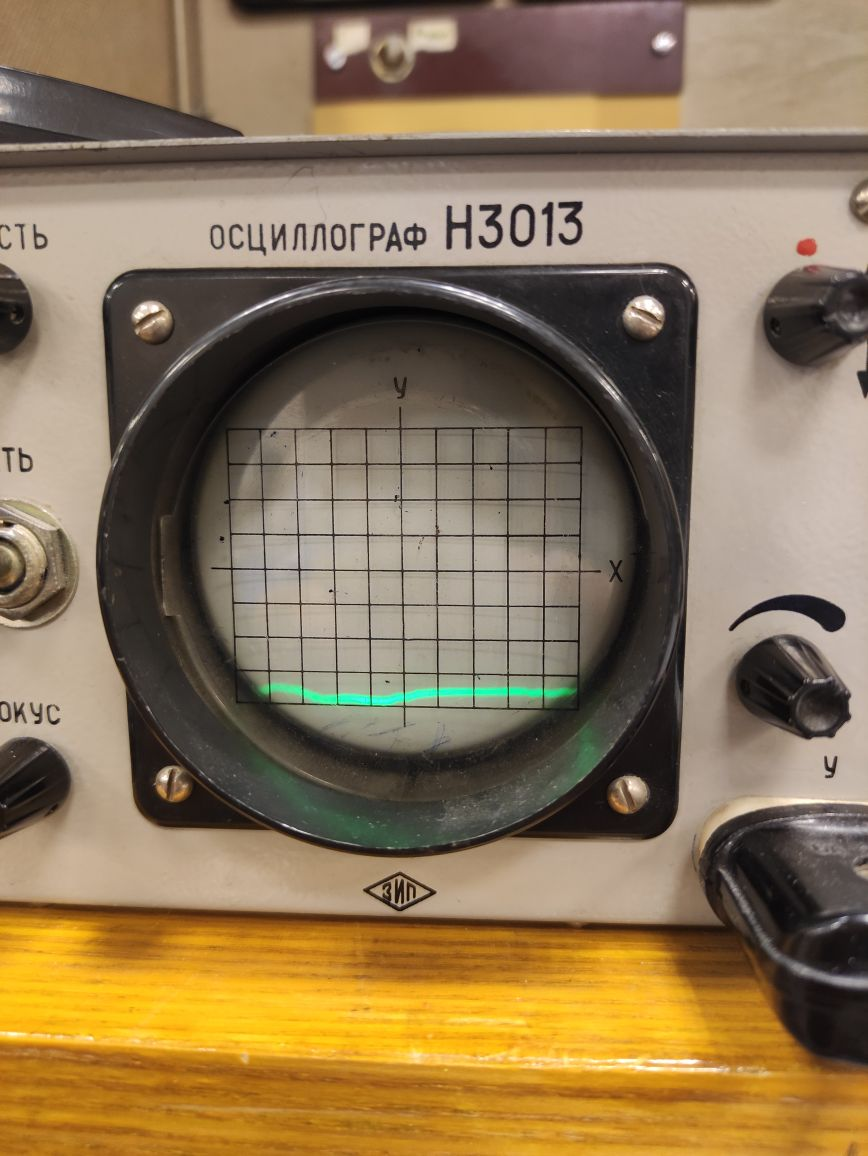 СТЬ
ОСЦИЛЛОГРАФ Н3013
У
ТЬ
Х
ОКУС
У
ЗИП